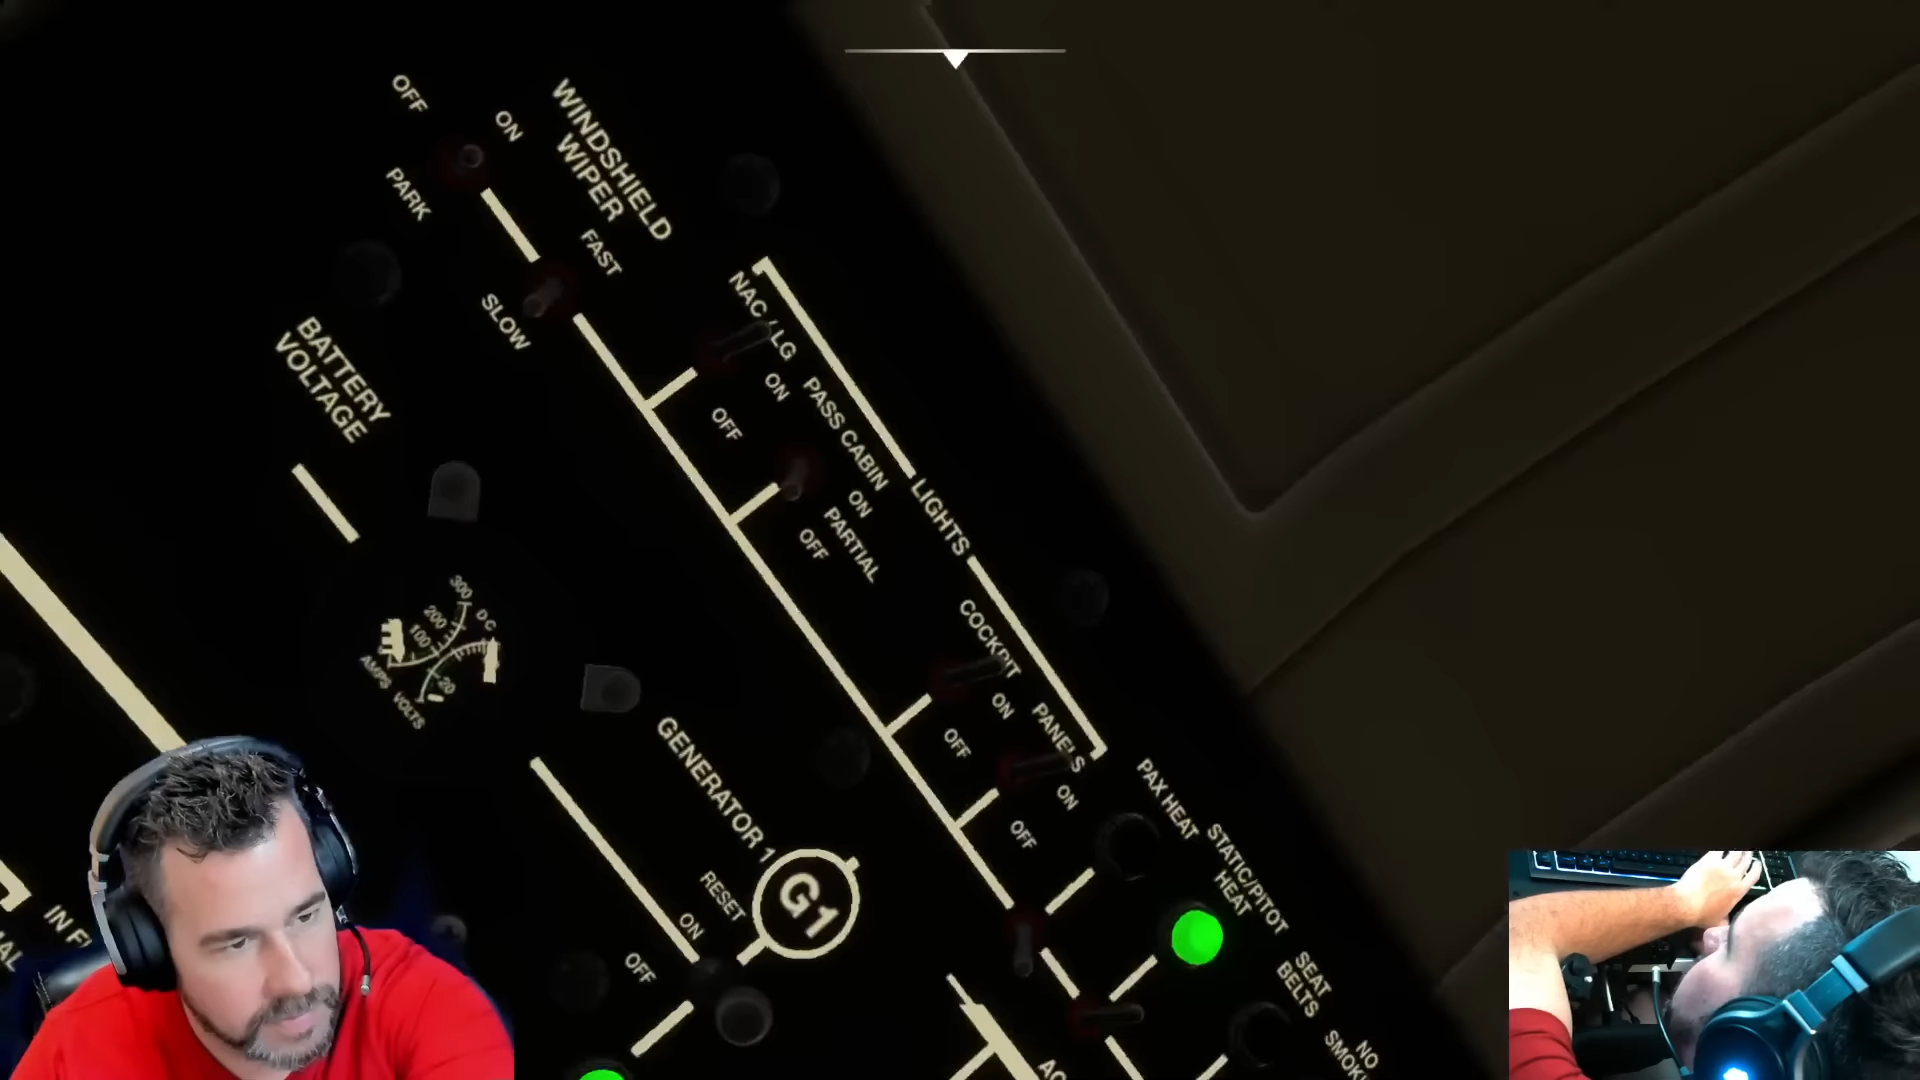 OFF
ON
WINDSHIELD
WIPER
PARK
FAST
SLOW
NAC / LG
ON
OFF
BATTERY
VOLTAGE
PASS CABIN
ON
PARTIAL
OFF
LIGHTS
300
200
100
DC
20
AMPS
VOLTS
COCKPIT
ON
OFF
PANELS
ON
OFF
GENERATOR 1
G1
RESET
ON
OFF
PAX HEAT
STATIC/PITOT
HEAT
SEAT
BELTS
NO